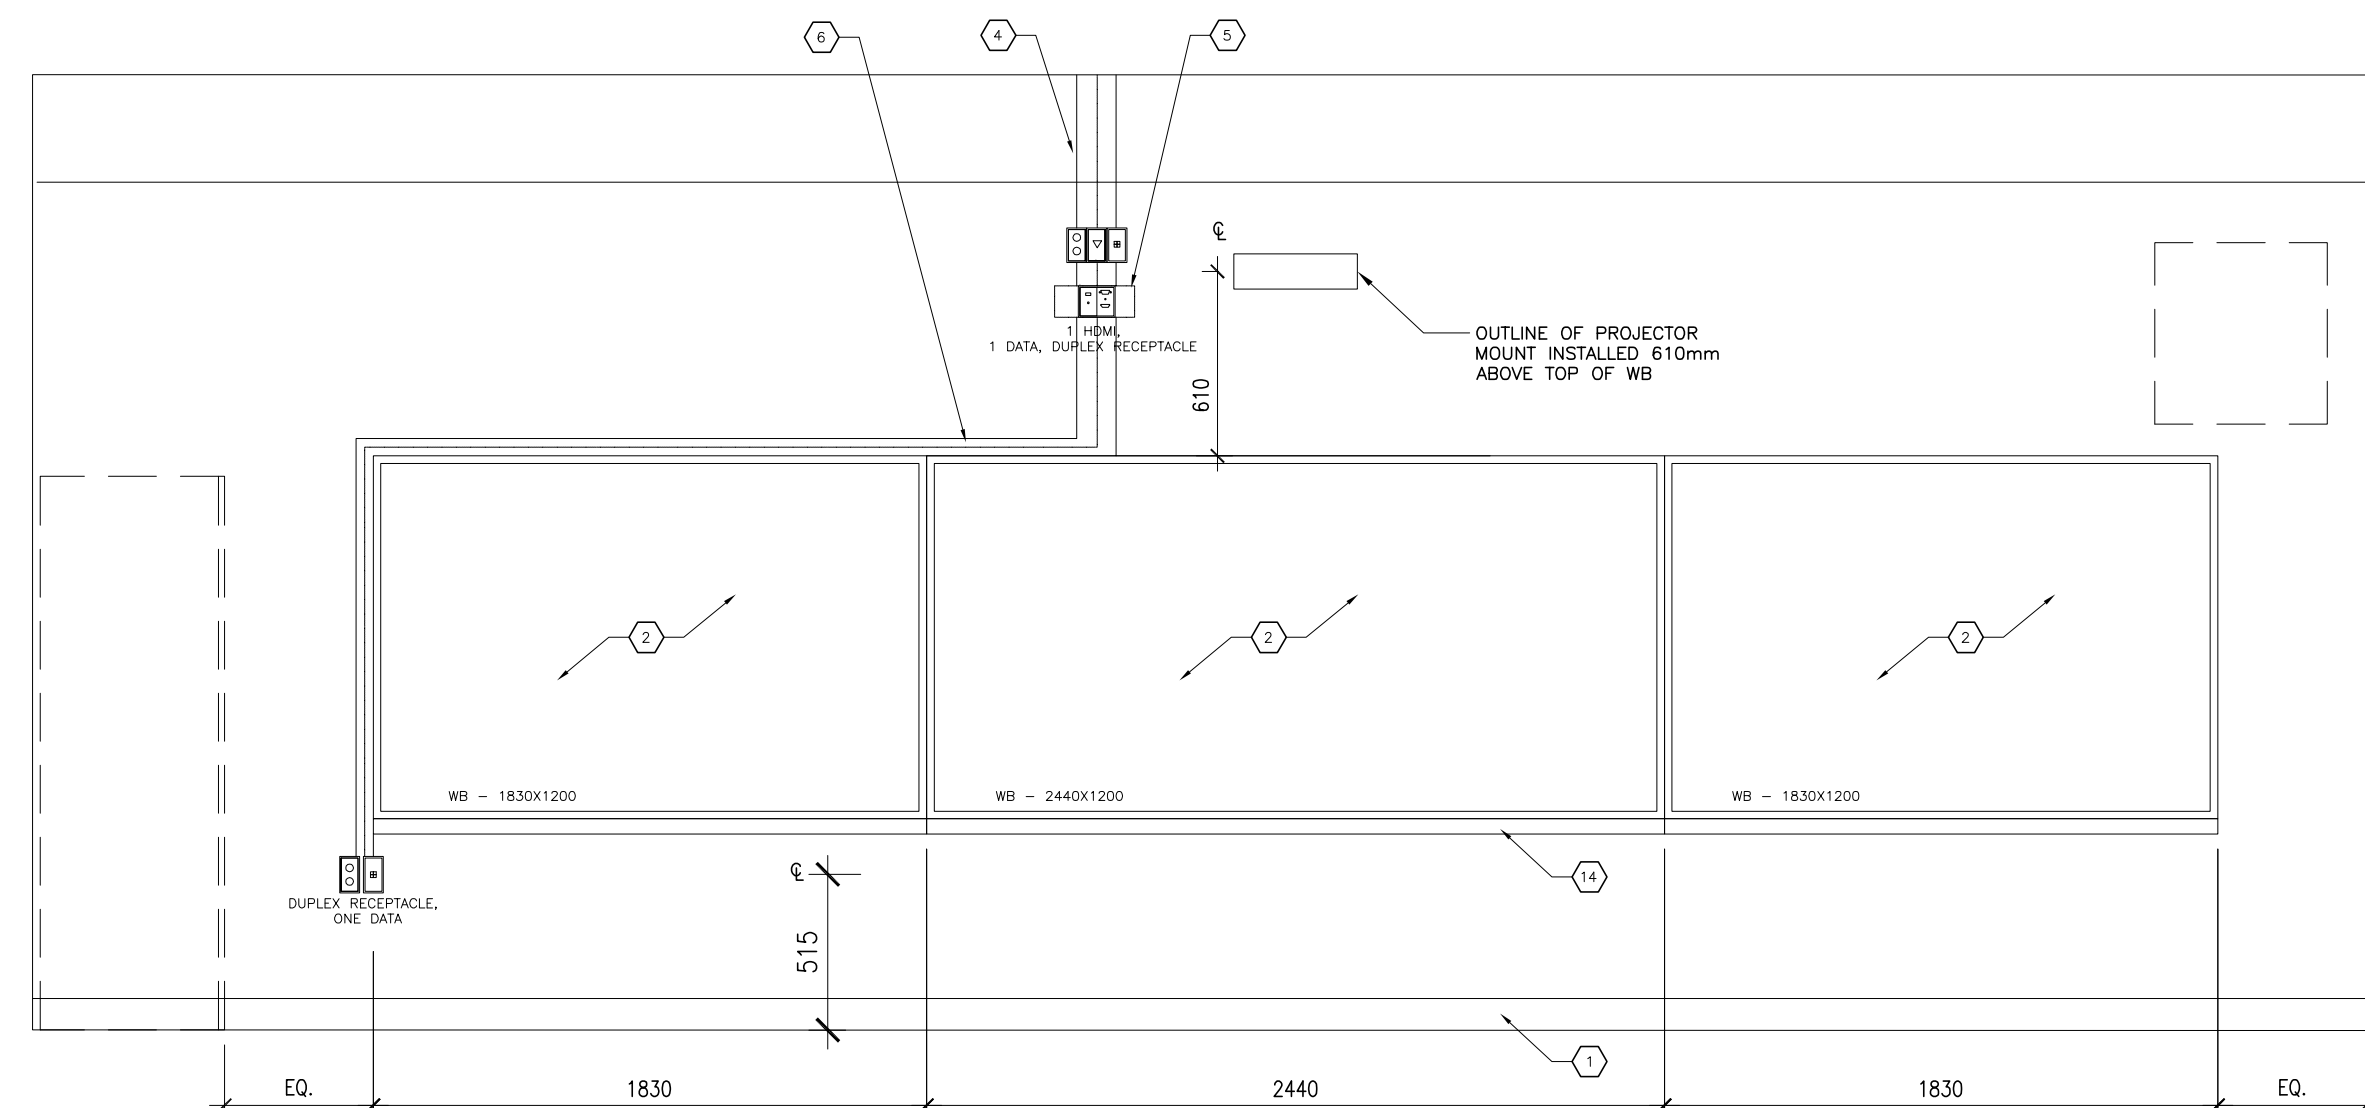 6
4
5
℄
1 HDMI,
1 DATA, DUPLEX RECEPTACLE
OUTLINE OF PROJECTOR
MOUNT INSTALLED 610mm
ABOVE TOP OF WB
610
2
2
2
WB - 1830X1200
WB - 2440X1200
WB - 1830X1200
℄
14
DUPLEX RECEPTACLE,
ONE DATA
515
1
EQ.
1830
2440
1830
EQ.